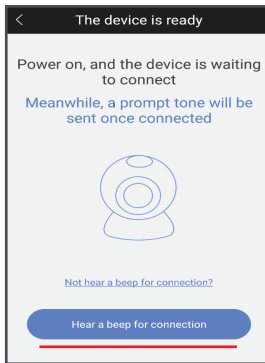 The device is ready
Power on, and the device is waiting
to connect
Meanwhile, a prompt tone will be
sent once connected
Not hear a beep for connection?
Hear a beep for connection